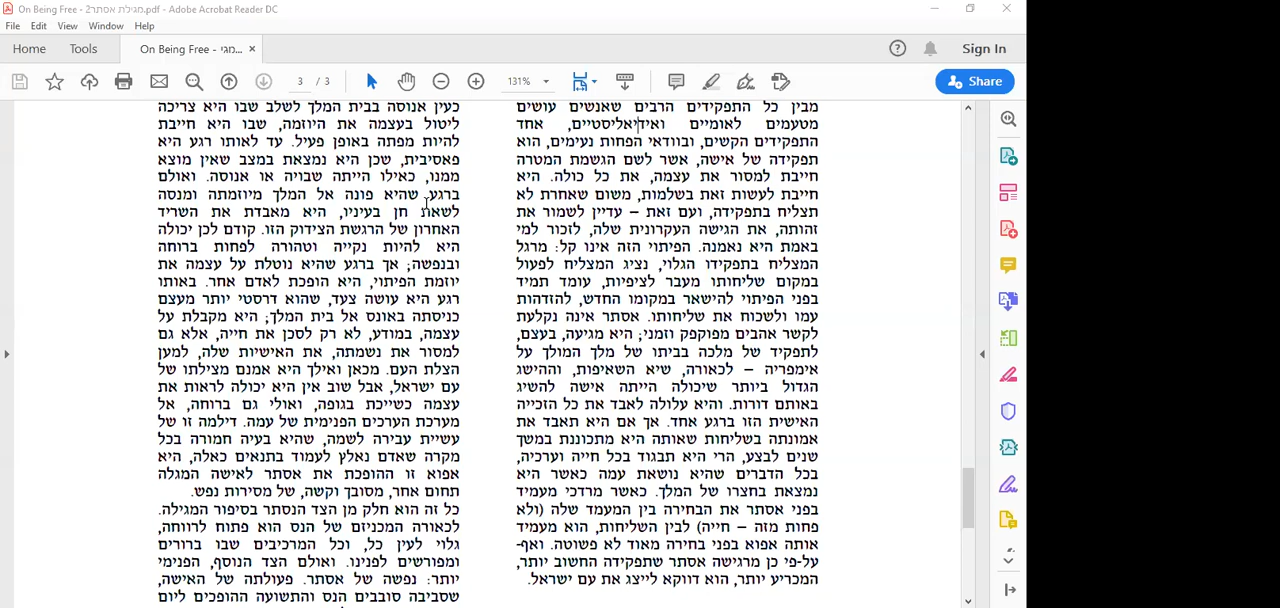 On Being Free - מגילת אסתר2.pdf - Adobe Acrobat Reader DC
File Edit View Window Help
Home Tools On Being Free - מגי... × Sign In
3 / 3 131% Share
מבין כל התפקידים הרבים שאנשים עושים
מטעמים לאומיים ואידיאליסטיים, אחד
התפקידים הקשים, ובוודאי הפחות נעימים, הוא
תפקידה של אישה, אשר לשם הגשמת המטרה
חייבת למסור את עצמה, את כל כולה. היא
חייבת לעשות זאת בשלמות, משום שאחרת לא
תצליח בתפקידה, ועם זאת – עדיין לשמור את
זהותה, את הגישה העקרונית שלה, לזכור למי
באמת היא נאמנה. הפיתוי הזה אינו קל: מרגל
המצליח בתפקידו הגלוי, נציג המצליח לפעול
במקום שליחותו מעבר לציפיות, עומד תמיד
בפני הפיתוי להישאר במקומו החדש, להזדהות
עמו ולשכוח את שליחותו. אסתר אינה נקלעת
לקשר אהבים מפוקפק וזמני; היא מגיעה, בעצם,
לתפקיד של מלכה בביתו של מלך המולך על
אימפריה – לכאורה, שיא השאיפות, וההישג
הגדול ביותר שיכולה הייתה אישה להשיג
באותם דורות. והיא עלולה לאבד את כל הזכייה
האישית הזו ברגע אחד. אך אם היא תאבד את
אמונתה בשליחות שאותה היא מתכוננת במשך
שנים לבצע, הרי היא תבגוד בכל חייה וערכיה,
בכל הדברים שהיא נושאת עמה כאשר היא
נמצאת בחצרו של המלך. כאשר מרדכי מעמיד
בפני אסתר את הבחירה בין המעמד שלה (ולא
פחות מזה – חייה) לבין השליחות, הוא מעמיד
אותה אפוא בפני בחירה מאוד לא פשוטה. ואף-
על-פי כן מרגישה אסתר שתפקידה החשוב יותר,
המכריע יותר, הוא דווקא לייצג את עם ישראל.
כעין אנוסה בבית המלך לשלב שבו היא צריכה
ליטול בעצמה את היוזמה, שבו היא חייבת
להיות מפתה באופן פעיל. עד לאותו רגע היא
פאסיבית, שכן היא נמצאת במצב שאין מוצא
ממנו, כאילו הייתה שבויה או אנוסה. ואולם
ברגע שהיא פונה אל המלך מיוזמתה ומנסה
לשאת חן בעיניו, היא מאבדת את השריד
האחרון של הרגשת הצידוק הזו. קודם לכן יכולה
היא להיות נקייה וטהורה לפחות ברוחה
ובנפשה; אך ברגע שהיא נוטלת על עצמה את
יוזמת הפיתוי, היא הופכת לאדם אחר. באותו
רגע היא עושה צעד, שהוא דרסטי יותר מעצם
כניסתה באונס אל בית המלך; היא מקבלת על
עצמה, במודע, לא רק לסכן את חייה, אלא גם
למסור את נשמתה, את האישיות שלה, למען
הצלת העם. מכאן ואילך היא אמנם מצילתו של
עם ישראל, אבל שוב אין היא יכולה לראות את
עצמה כשייכת בגופה, ואולי גם ברוחה, אל
מערכת הערכים הפנימית של עמה. דילמה זו של
עשיית עבירה לשמה, שהיא בעיה חמורה בכל
מקרה שאדם נאלץ לעמוד בתנאים כאלה, היא
אפוא זו ההופכת את אסתר לאישה המגלה
תחום אחר, מסובך וקשה, של מסירות נפש.
כל זה הוא חלק מן הצד הנסתר בסיפור המגילה.
לכאורה המכניזם של הנס הוא פתוח לרווחה,
גלוי לעין כל, וכל המרכיבים שבו ברורים
ומפורשים לפנינו. ואולם הצד הנוסף, הפנימי
יותר: נפשה של אסתר. פעולתה של האישה,
שסביבה סובבים הנס והתשועה ההופכים ליום